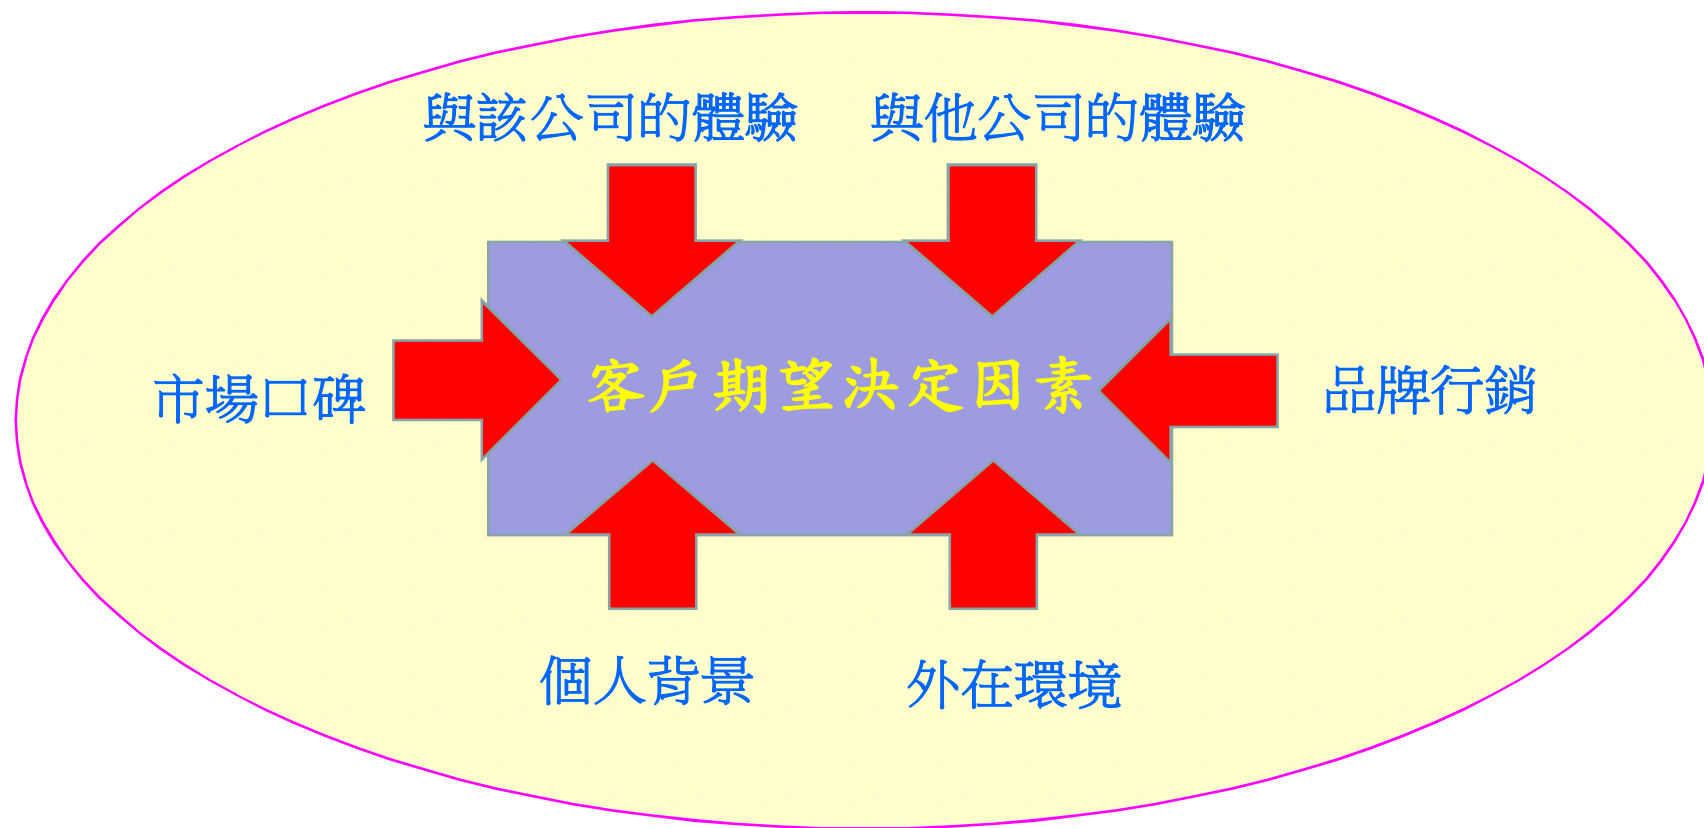 與該公司的體驗
與他公司的體驗
市場口碑
客戶期望決定因素
品牌行銷
個人背景
外在環境